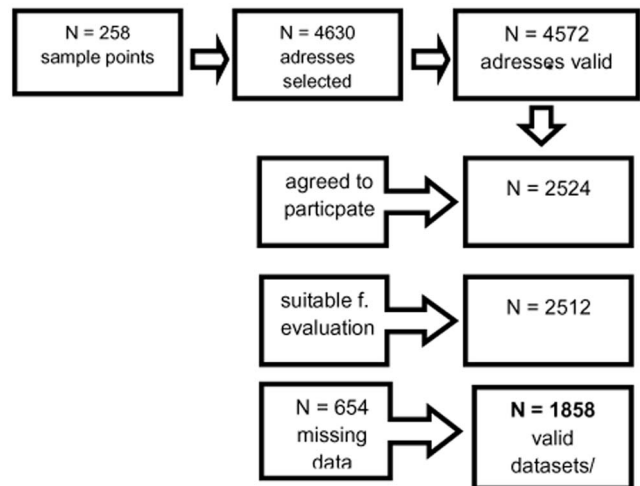 N = 258
sample points
N = 4630
adresses
selected
N = 4572
adresses valid
agreed to
particpate
N = 2524
suitable f.
evaluation
N = 2512
N = 654
missing
data
N = 1858
valid
datasets/